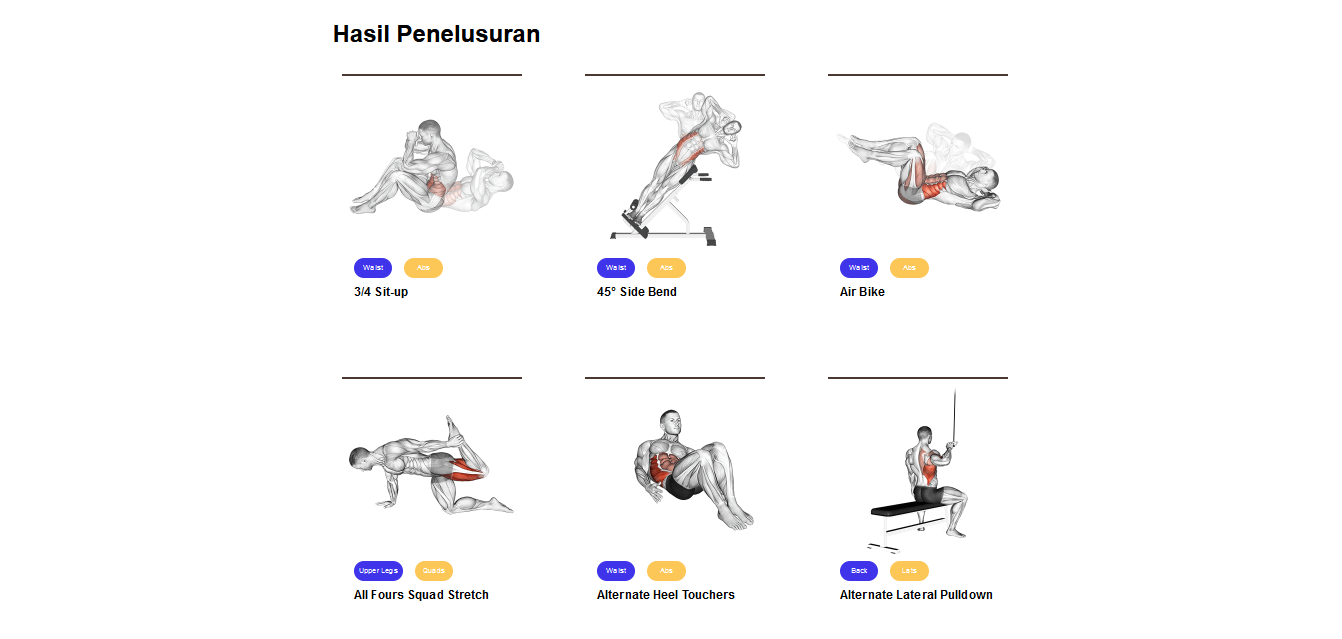 Hasil Penelusuran
Waist Abs
3/4 Sit-up
Waist Abs
45° Side Bend
Waist Abs
Air Bike
Upper Legs Quads
All Fours Squad Stretch
Waist Abs
Alternate Heel Touchers
Back Lats
Alternate Lateral Pulldown